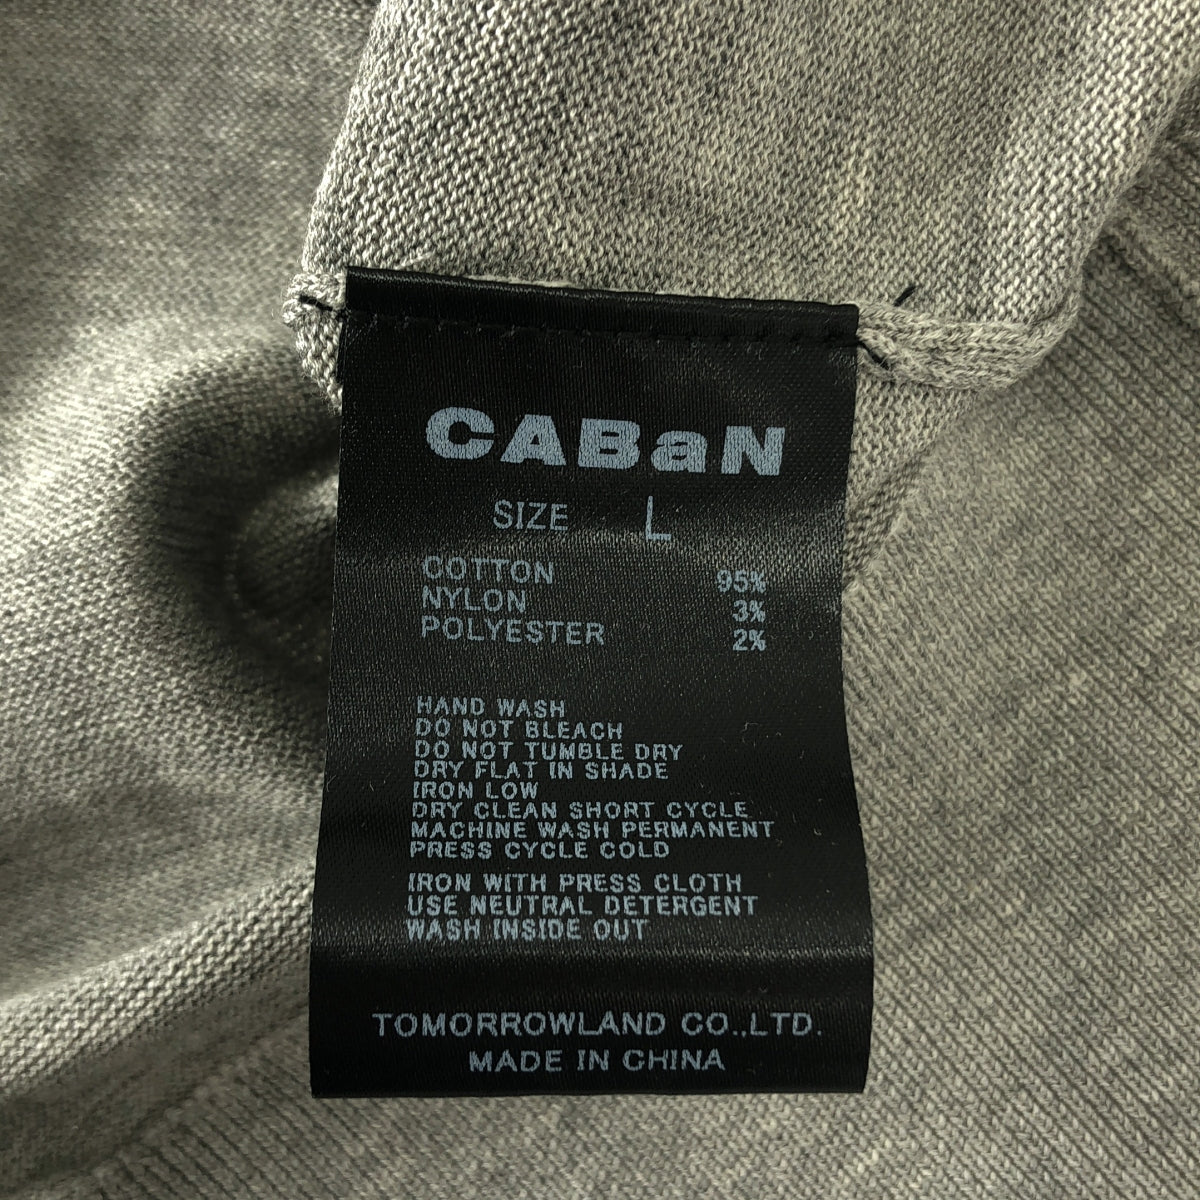 CABaN
SIZE L
COTTON 95%
NYLON 3%
POLYESTER 2%
HAND WASH
DO NOT BLEACH
DO NOT TUMBLE DRY
DRY FLAT IN SHADE
IRON LOW
DRY CLEAN SHORT CYCLE
MACHINE WASH PERMANENT
PRESS CYCLE COLD
IRON WITH PRESS CLOTH
USE NEUTRAL DETERGENT
WASH INSIDE OUT
TOMORROWLAND CO.,LTD.
MADE IN CHINA